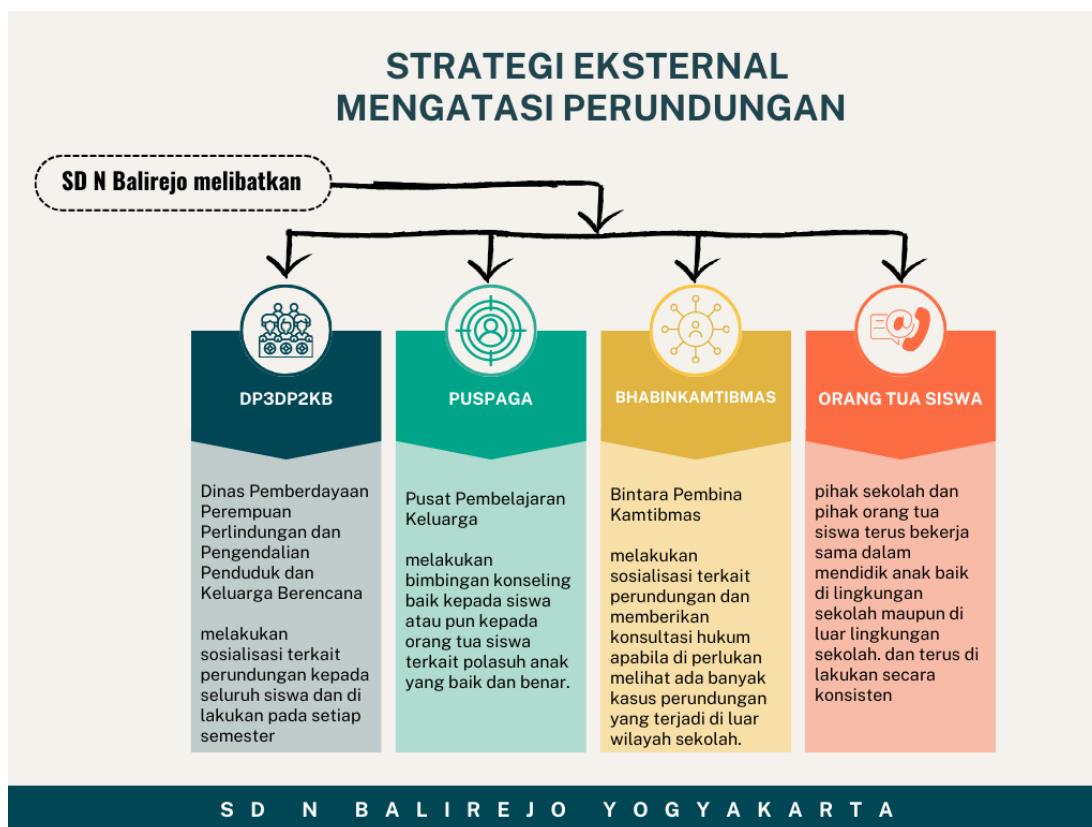 STRATEGI EKSTERNAL
MENGATASI PERUNDUNGAN
SD N Balirejo melibatkan
DP3DP2KB
Dinas Pemberdayaan
Perempuan
Perlindungan dan
Pengendalian
Penduduk dan
Keluarga Berencana
melakukan
sosialisasi terkait
perundungan kepada
seluruh siswa dan di
lakukan pada setiap
semester
PUSPAGA
Pusat Pembelajaran
Keluarga
melakukan
bimbingan konseling
baik kepada siswa
atau pun kepada
orang tua siswa
terkait polasuh anak
yang baik dan benar.
BHABINKAMTIBMAS
Bintara Pembina
Kamtibmas
melakukan
sosialisasi terkait
perundungan dan
memberikan
konsultasi hukum
apabila di perlukan
melihat ada banyak
kasus perundungan
yang terjadi di luar
wilayah sekolah.
ORANG TUA SISWA
pihak sekolah dan
pihak orang tua
siswa terus bekerja
sama dalam
mendidik anak baik
di lingkungan
sekolah maupun di
luar lingkungan
sekolah. dan terus di
lakukan secara
konsisten
SD N BALIREJO YOGYAKARTA